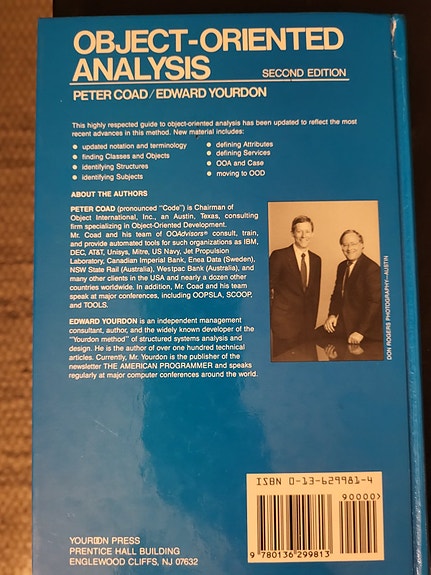 OBJECT-ORIENTED
ANALYSIS SECOND EDITION
PETER COAD/EDWARD YOURDON
This highly respected guide to object-oriented analysis has been updated to reflect the most
recent advances in this method. New material includes:
• updated notation and terminology
• finding Classes and Objects
• identifying Structures
• identifying Subjects
• defining Attributes
• defining Services
• OOA and Case
• moving to OOD
ABOUT THE AUTHORS
PETER COAD (pronounced "Code") is Chairman of
Object International, Inc., an Austin, Texas, consulting
firm specializing in Object-Oriented Development.
Mr. Coad and his team of OOAdvisors® consult, train,
and provide automated tools for such organizations as IBM,
DEC, AT&T, Unisys, Mitre, US Navy, Jet Propulsion
Laboratory, Canadian Imperial Bank, Enea Data (Sweden),
NSW State Rail (Australia), Westpac Bank (Australia), and
many other clients in the USA and nearly a dozen other
countries worldwide. In addition, Mr. Coad and his team
speak at major conferences, including OOPSLA, SCOOP,
and TOOLS.
EDWARD YOURDON is an independent management
consultant, author, and the widely known developer of the
"Yourdon method" of structured systems analysis and
design. He is the author of over one hundred technical
articles. Currently, Mr. Yourdon is the publisher of the
newsletter THE AMERICAN PROGRAMMER and speaks
regularly at major computer conferences around the world.
DON ROGERS PHOTOGRAPHY—AUSTIN
ISBN 0-13-629981-4
90000>
9 780136 299813
YOURDON PRESS
PRENTICE HALL BUILDING
ENGLEWOOD CLIFFS, NJ 07632